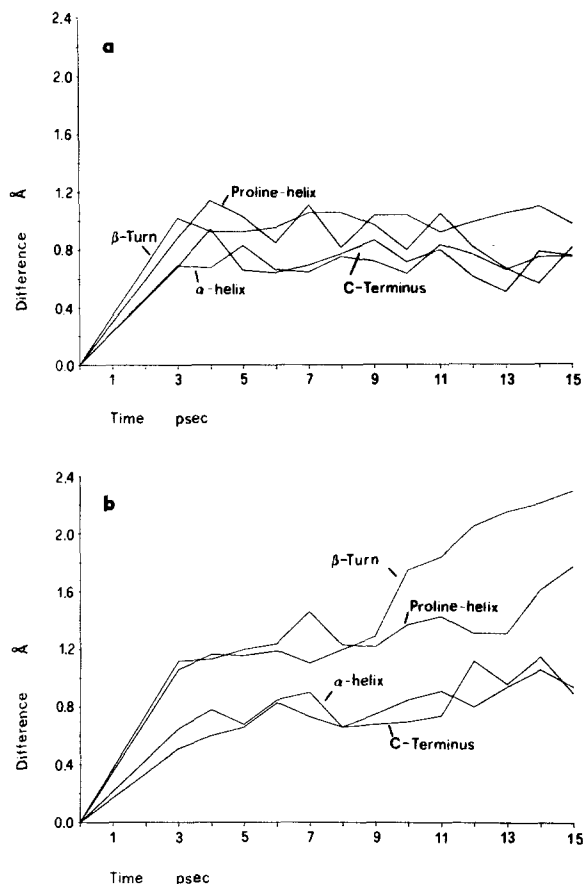 a
2.4
2.0
1.6
1.2
0.8
0.4
0.0
Difference Å
Proline-helix
β-Turn
α-helix
C-Terminus
1 3 5 7 9 11 13 15
Time psec
b
2.4
2.0
1.6
1.2
0.8
0.4
0.0
Difference Å
β-Turn
Proline-helix
α-helix
C-Terminus
1 3 5 7 9 11 13 15
Time psec